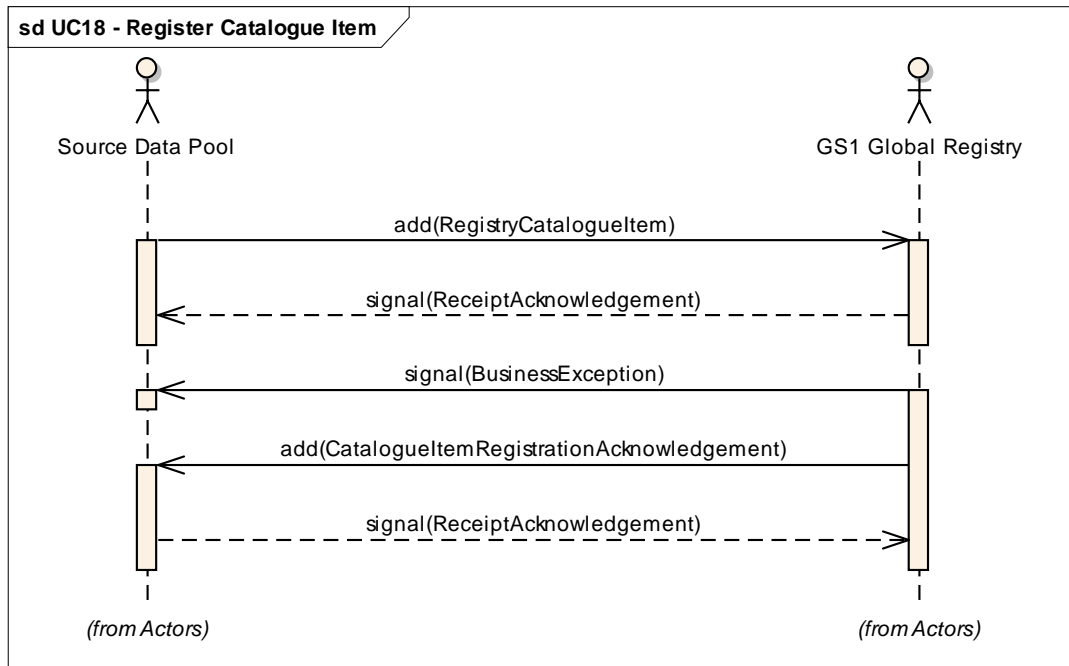 sd UC18 - Register Catalogue Item
Source Data Pool
GS1 Global Registry
add(RegistryCatalogueItem)
signal(ReceiptAcknowledgement)
signal(BusinessException)
add(CatalogueItemRegistrationAcknowledgement)
signal(ReceiptAcknowledgement)
(from Actors)
(from Actors)